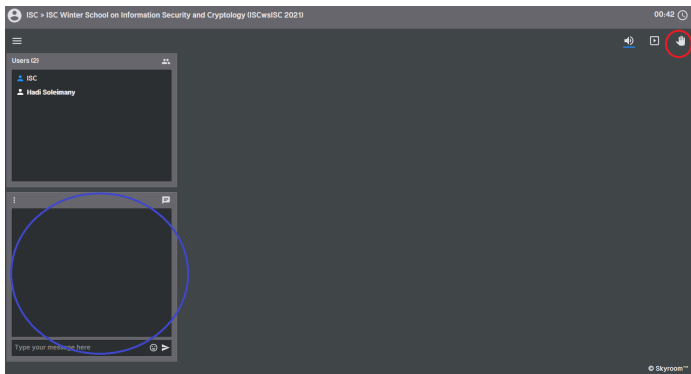 ISC » ISC Winter School on Information Security and Cryptology (ISCwsISC 2021)
00:42
Users (2)
ISC
Hadi Soleimany
Type your message here
© Skyroom™